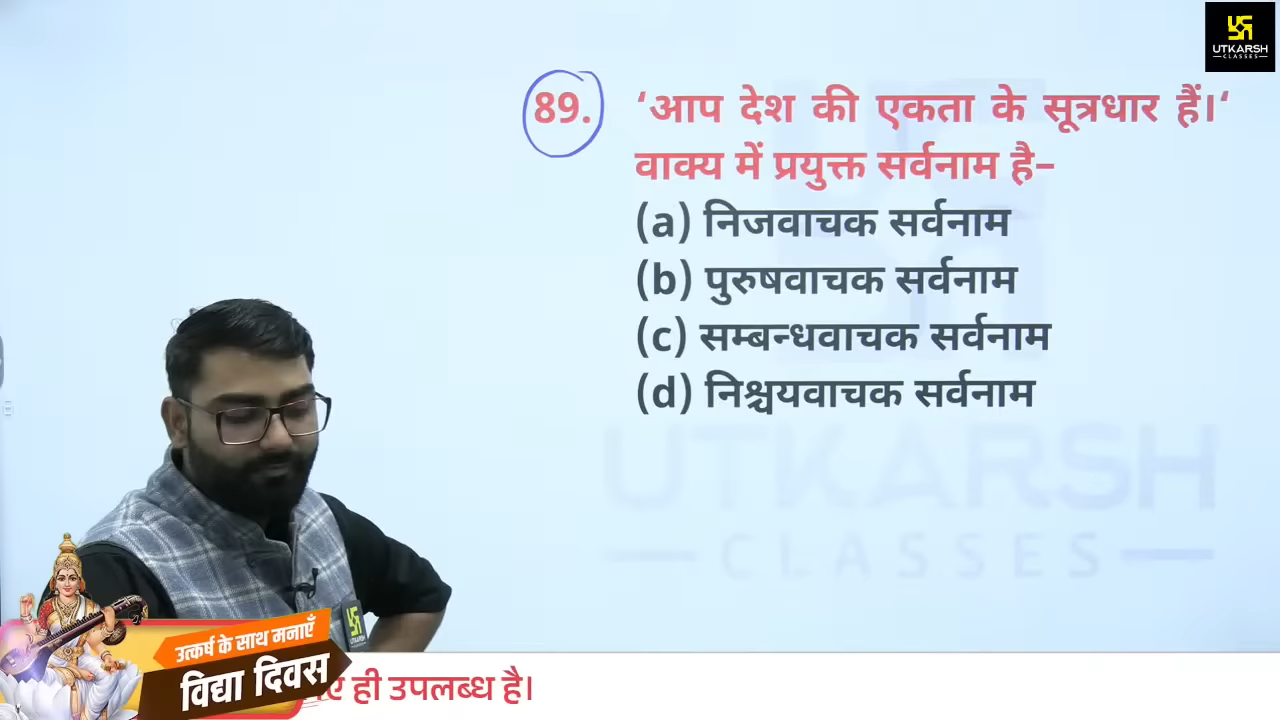 UTKARSH
CLASSES
89. ‘आप देश की एकता के सूत्रधार हैं।‘
वाक्य में प्रयुक्त सर्वनाम है–
(a) निजवाचक सर्वनाम
(b) पुरुषवाचक सर्वनाम
(c) सम्बन्धवाचक सर्वनाम
(d) निश्चयवाचक सर्वनाम
UTKARSH
CLASSES
UTKARSH
उत्कर्ष के साथ मनाएँ
विद्या दिवस
ही उपलब्ध है।